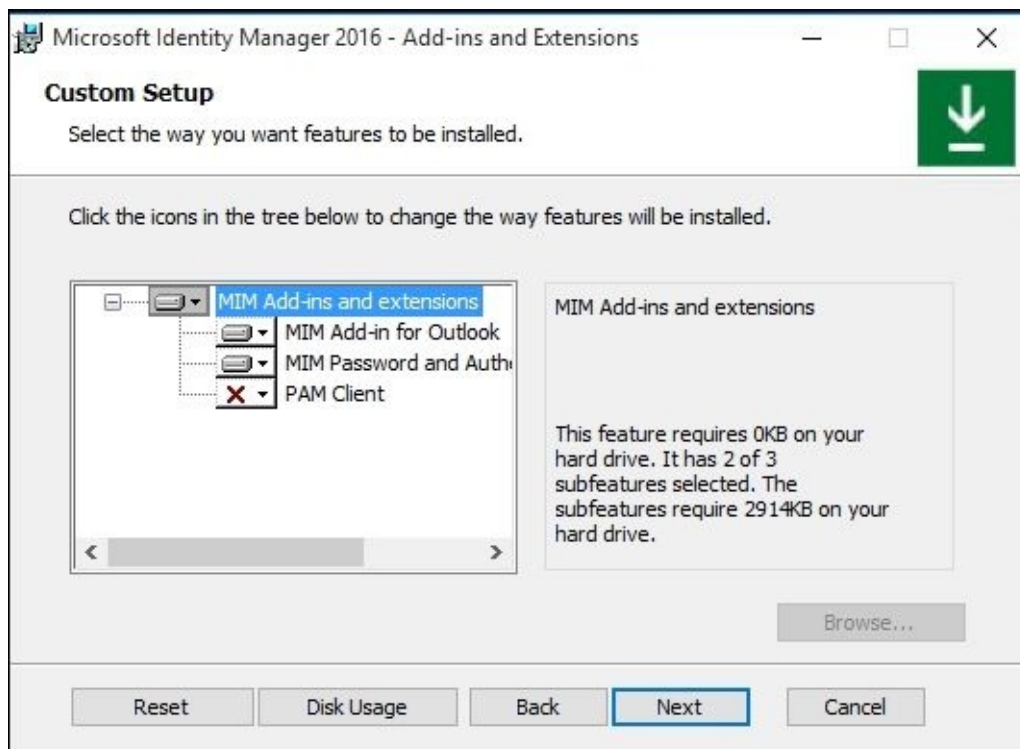 Microsoft Identity Manager 2016 - Add-ins and Extensions
Custom Setup
Select the way you want features to be installed.
Click the icons in the tree below to change the way features will be installed.
MIM Add-ins and extensions
MIM Add-in for Outlook
MIM Password and Auth
PAM Client
MIM Add-ins and extensions
This feature requires 0KB on your
hard drive. It has 2 of 3
subfeatures selected. The
subfeatures require 2914KB on your
hard drive.
Browse...
Reset
Disk Usage
Back
Next
Cancel